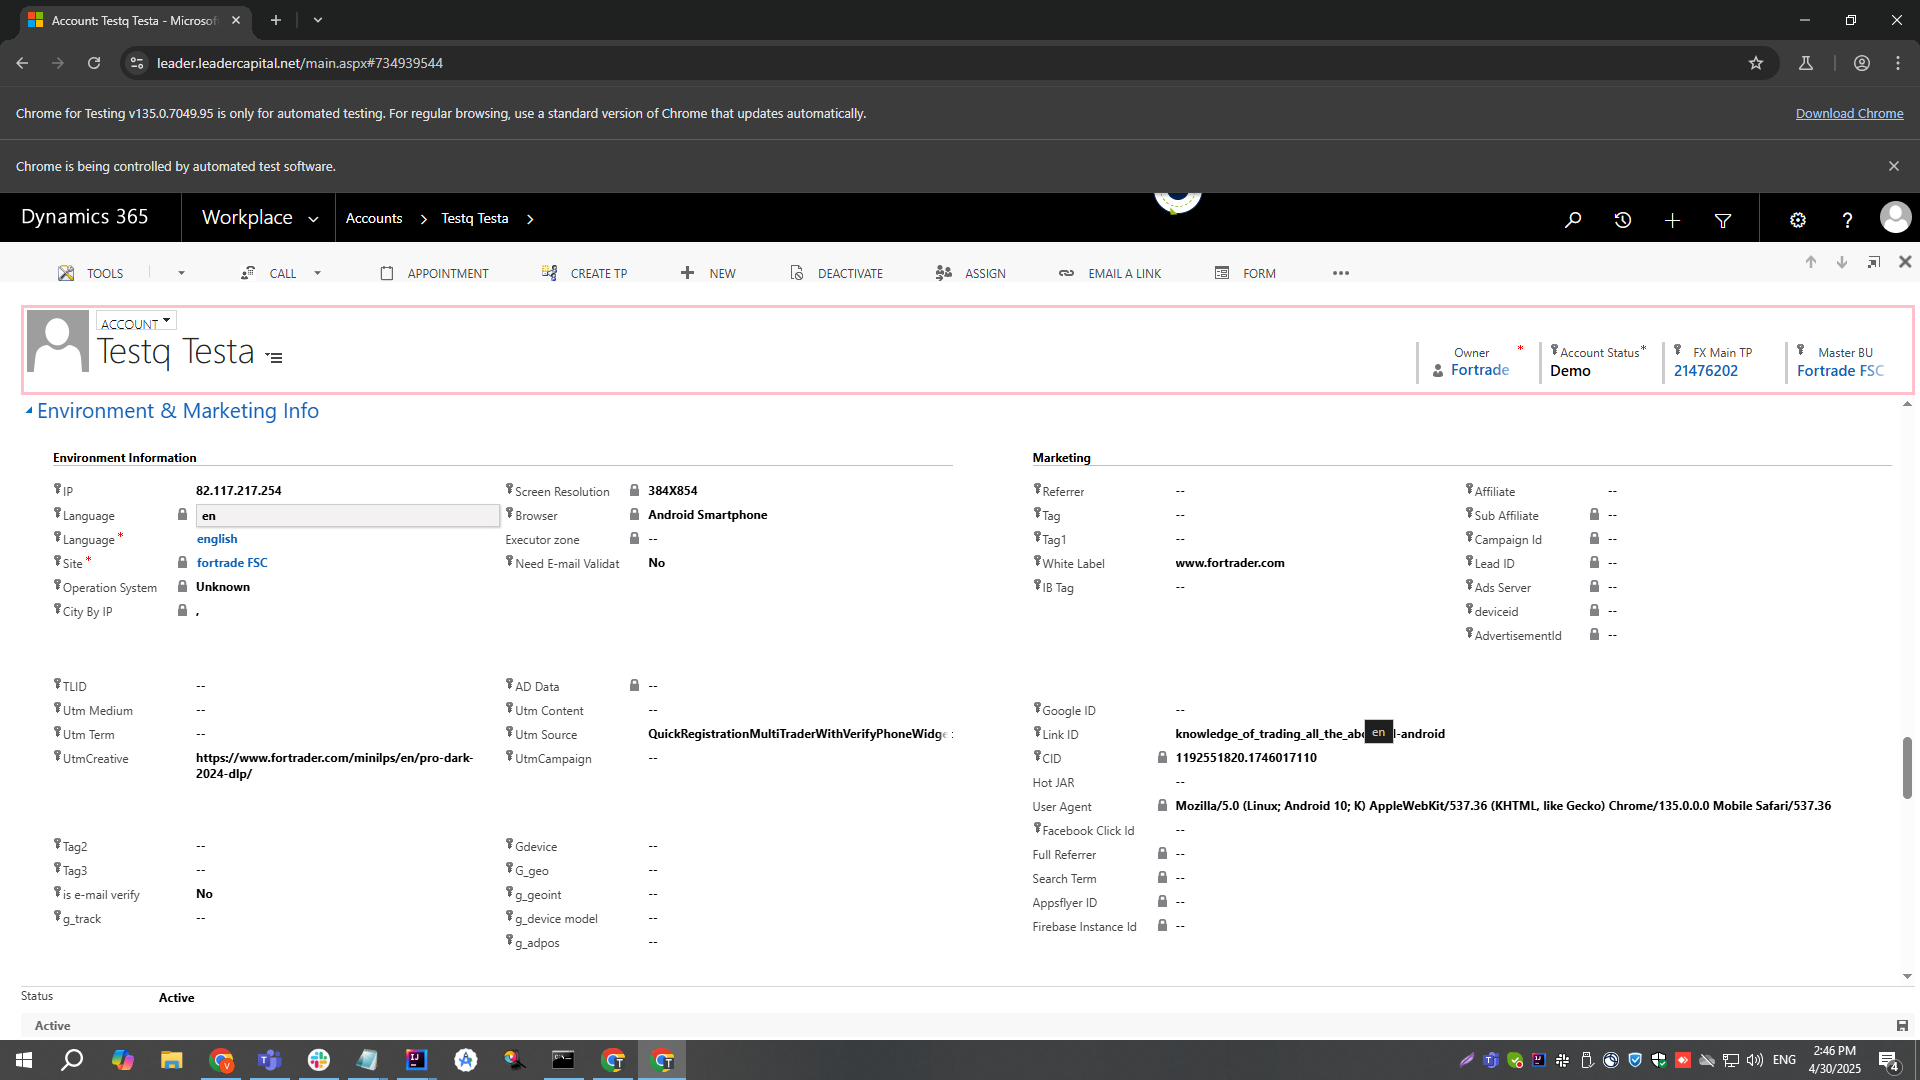 Account: Testq Testa - Microsof
leader.leadercapital.net/main.aspx#734939544
Chrome for Testing v135.0.7049.95 is only for automated testing. For regular browsing, use a standard version of Chrome that updates automatically.
Download Chrome
Chrome is being controlled by automated test software.
Dynamics 365
Workplace
Accounts
Testq Testa
TOOLS
CALL
APPOINTMENT
CREATE TP
NEW
DEACTIVATE
ASSIGN
EMAIL A LINK
FORM
ACCOUNT
Testq Testa
Owner *
Fortrade
Account Status *
Demo
FX Main TP
21476202
Master BU
Fortrade FSC
Environment & Marketing Info
Environment Information
IP 82.117.217.254
Language en
Language * english
Site * fortrade FSC
Operation System Unknown
City By IP ,
Screen Resolution 384X854
Browser Android Smartphone
Executor zone --
Need E-mail Validat No
Marketing
Referrer --
Tag --
Tag1 --
White Label www.fortrader.com
IB Tag --
Affiliate --
Sub Affiliate --
Campaign Id --
Lead ID --
Ads Server --
deviceid --
AdvertisementId --
TLID --
Utm Medium --
Utm Term --
UtmCreative https://www.fortrader.com/minilps/en/pro-dark-
2024-dlp/
AD Data --
Utm Content --
Utm Source QuickRegistrationMultiTraderWithVerifyPhoneWidge
UtmCampaign --
Google ID --
Link ID knowledge_of_trading_all_the_abo en l-android
CID 1192551820.1746017110
Hot JAR --
User Agent Mozilla/5.0 (Linux; Android 10; K) AppleWebKit/537.36 (KHTML, like Gecko) Chrome/135.0.0.0 Mobile Safari/537.36
Facebook Click Id --
Full Referrer --
Search Term --
Appsflyer ID --
Firebase Instance Id --
Tag2 --
Tag3 --
is e-mail verify No
g_track --
Gdevice --
G_geo --
g_geoint --
g_device model --
g_adpos --
Status Active
Active
ENG
2:46 PM
4/30/2025
4